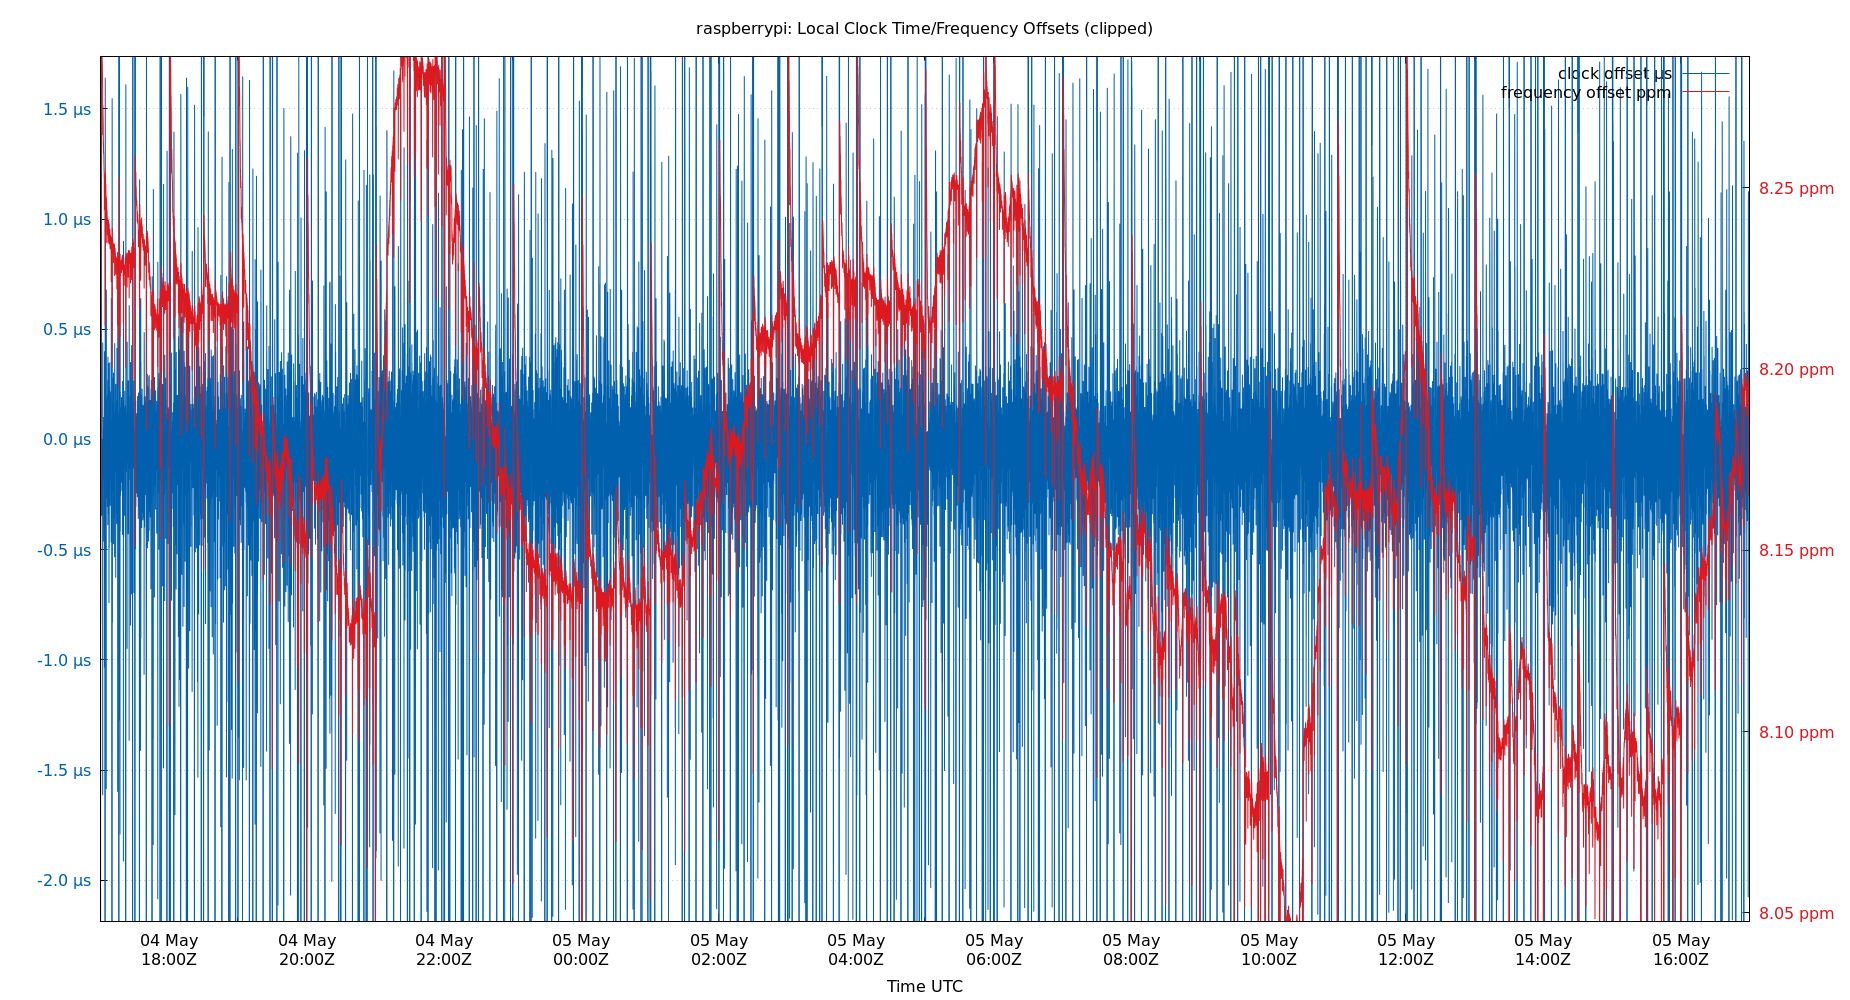 raspberrypi: Local Clock Time/Frequency Offsets (clipped)
clock offset µs
frequency offset ppm
1.5 µs
1.0 µs
0.5 µs
0.0 µs
-0.5 µs
-1.0 µs
-1.5 µs
-2.0 µs
8.25 ppm
8.20 ppm
8.15 ppm
8.10 ppm
8.05 ppm
04 May 04 May 04 May 05 May 05 May 05 May 05 May 05 May 05 May 05 May 05 May 05 May
18:00Z 20:00Z 22:00Z 00:00Z 02:00Z 04:00Z 06:00Z 08:00Z 10:00Z 12:00Z 14:00Z 16:00Z
Time UTC